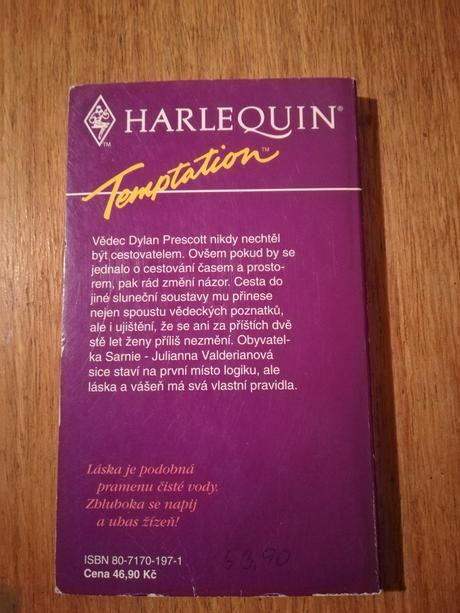 HARLEQUIN®
TM
Temptation™
Vědec Dylan Prescott nikdy nechtěl
být cestovatelem. Ovšem pokud by se
jednalo o cestování časem a prosto-
rem, pak rád změní názor. Cesta do
jiné sluneční soustavy mu přinese
nejen spoustu vědeckých poznatků,
ale i ujištění, že se ani za příštích dvě
stě let ženy příliš nezmění. Obyvatel-
ka Sarnie - Julianna Valderianová
sice staví na první místo logiku, ale
láska a vášeň má svá vlastní pravidla.
Láska je podobná
pramenu čisté vody.
Zhluboka se napij
a uhas žízeň!
ISBN 80-7170-197-1
Cena 46,90 Kč
53,90